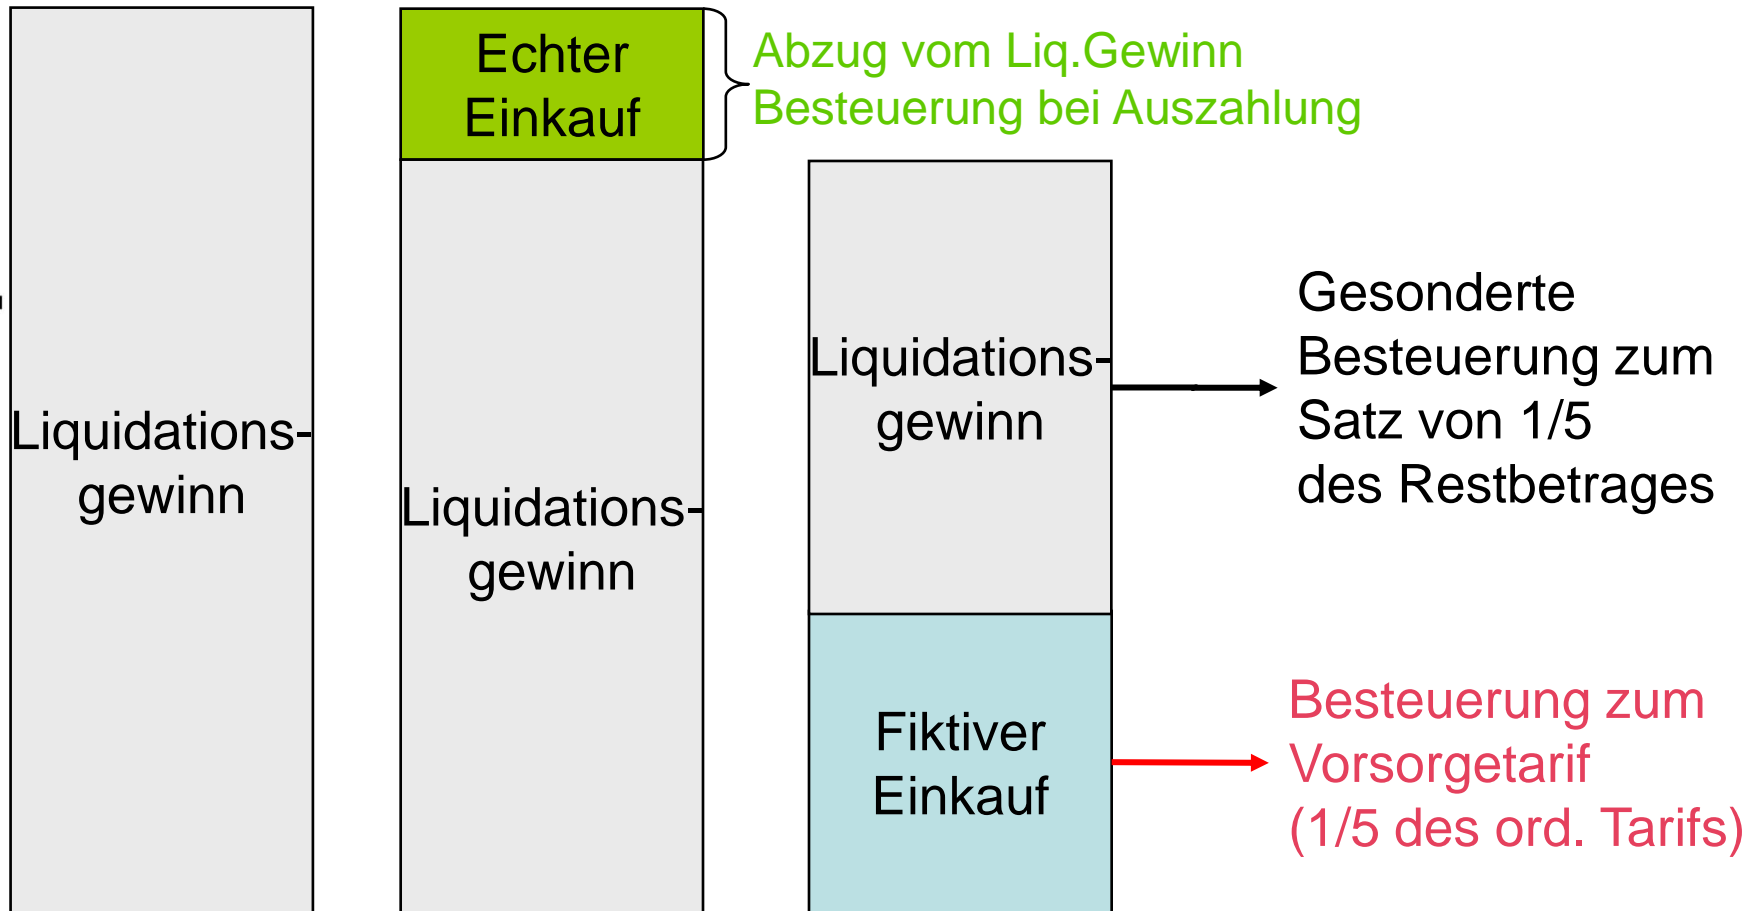 Liquidations-
gewinn
Echter
Einkauf
Liquidations-
gewinn
Abzug vom Liq.Gewinn
Besteuerung bei Auszahlung
Liquidations-
gewinn
Fiktiver
Einkauf
Gesonderte
Besteuerung zum
Satz von 1/5
des Restbetrages
Besteuerung zum
Vorsorgetarif
(1/5 des ord. Tarifs)